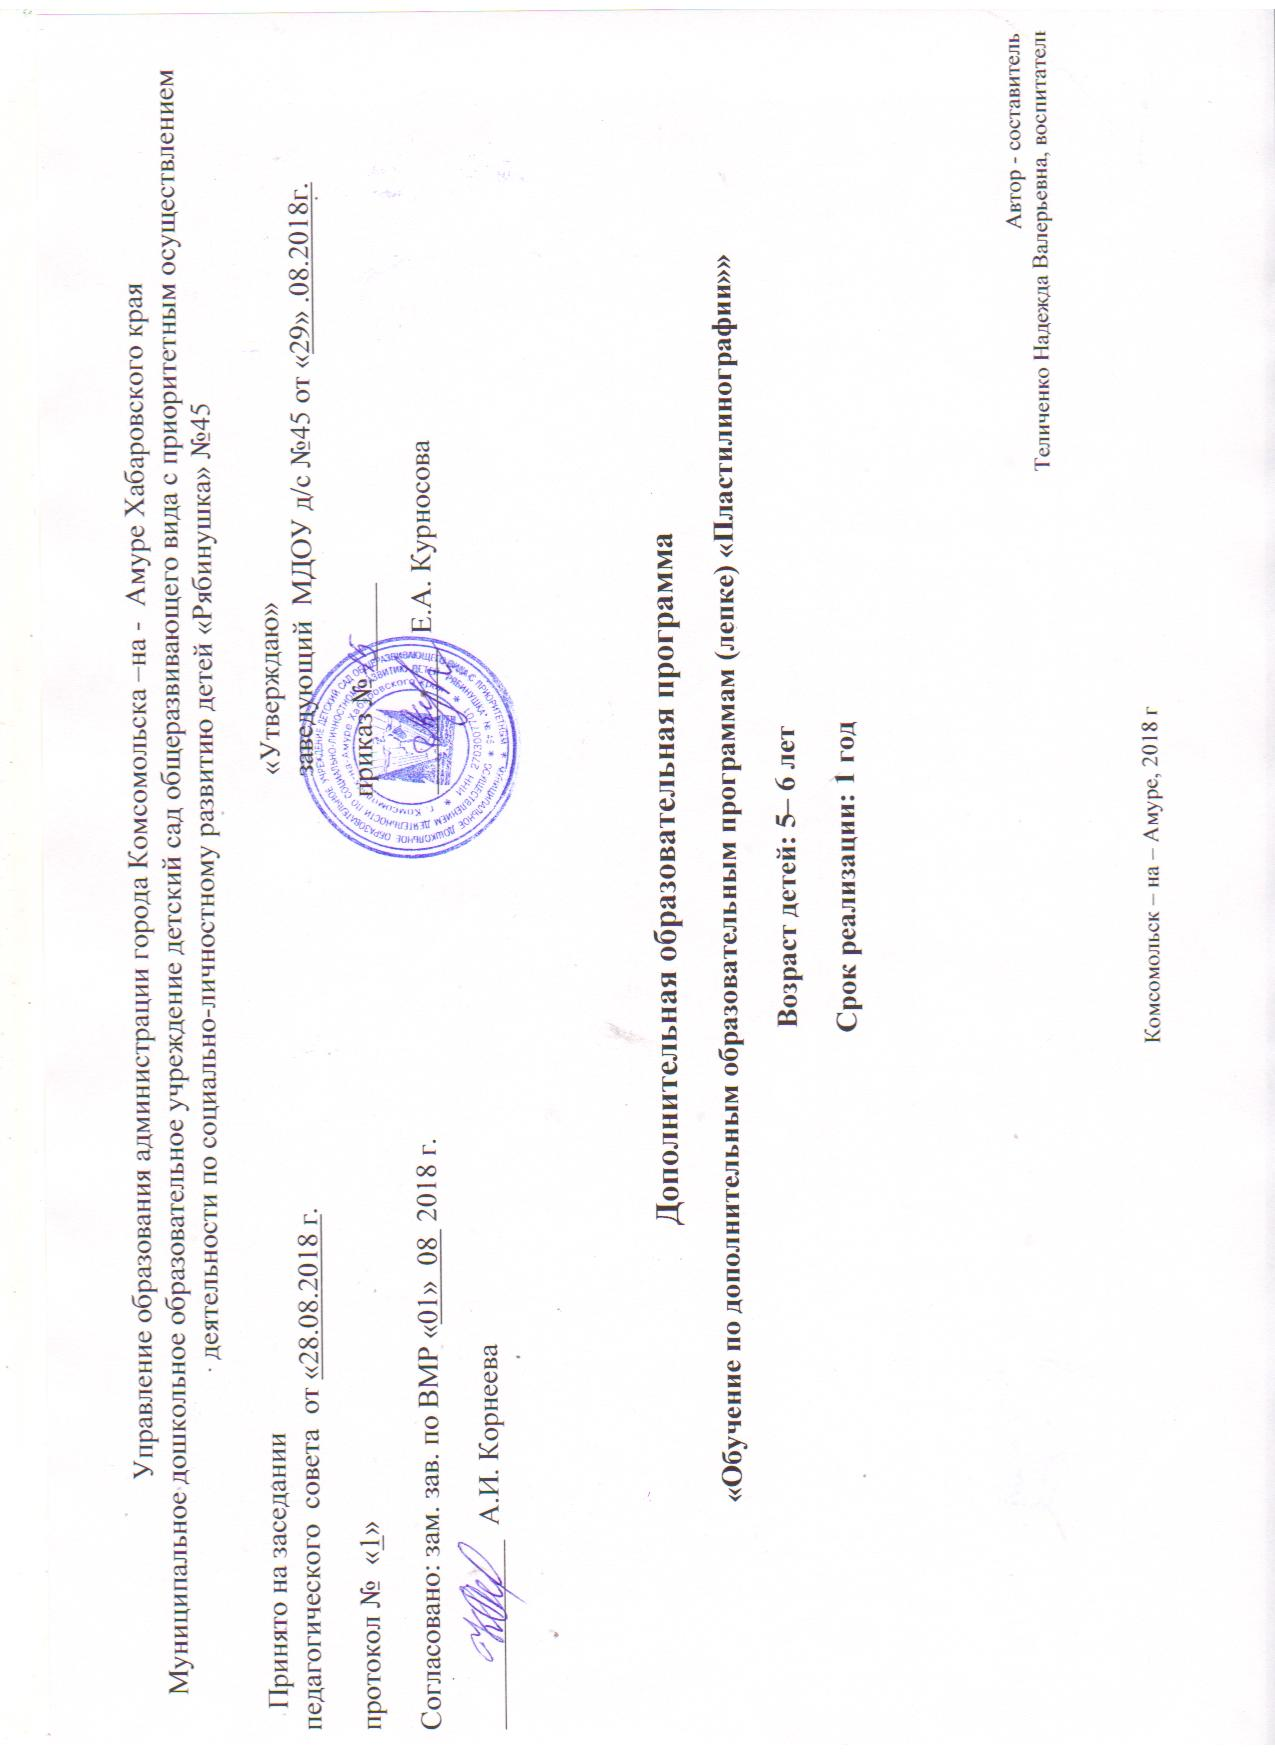 Управление образования администрации города Комсомольска –на - Амуре Хабаровского края
Муниципальное дошкольное образовательное учреждение детский сад общеразвивающего вида с приоритетным осуществлением
деятельности по социально-личностному развитию детей «Рябинушка» №45
Принято на заседании
педагогического совета от «28.08.2018 г.
протокол № «1»
Согласовано: зам. зав. по ВМР «01» 08 2018 г.
А.И. Корнеева
«Утверждаю»
заведующий МДОУ д/с №45 от «29» .08.2018г.
приказ №
Е.А. Курносова
Дополнительная образовательная программа
«Обучение по дополнительным образовательным программам (лепке) «Пластилинографии»»
Возраст детей: 5– 6 лет
Срок реализации: 1 год
Автор - составитель
Теличенко Надежда Валерьевна, воспитатель
Комсомольск – на – Амуре, 2018 г